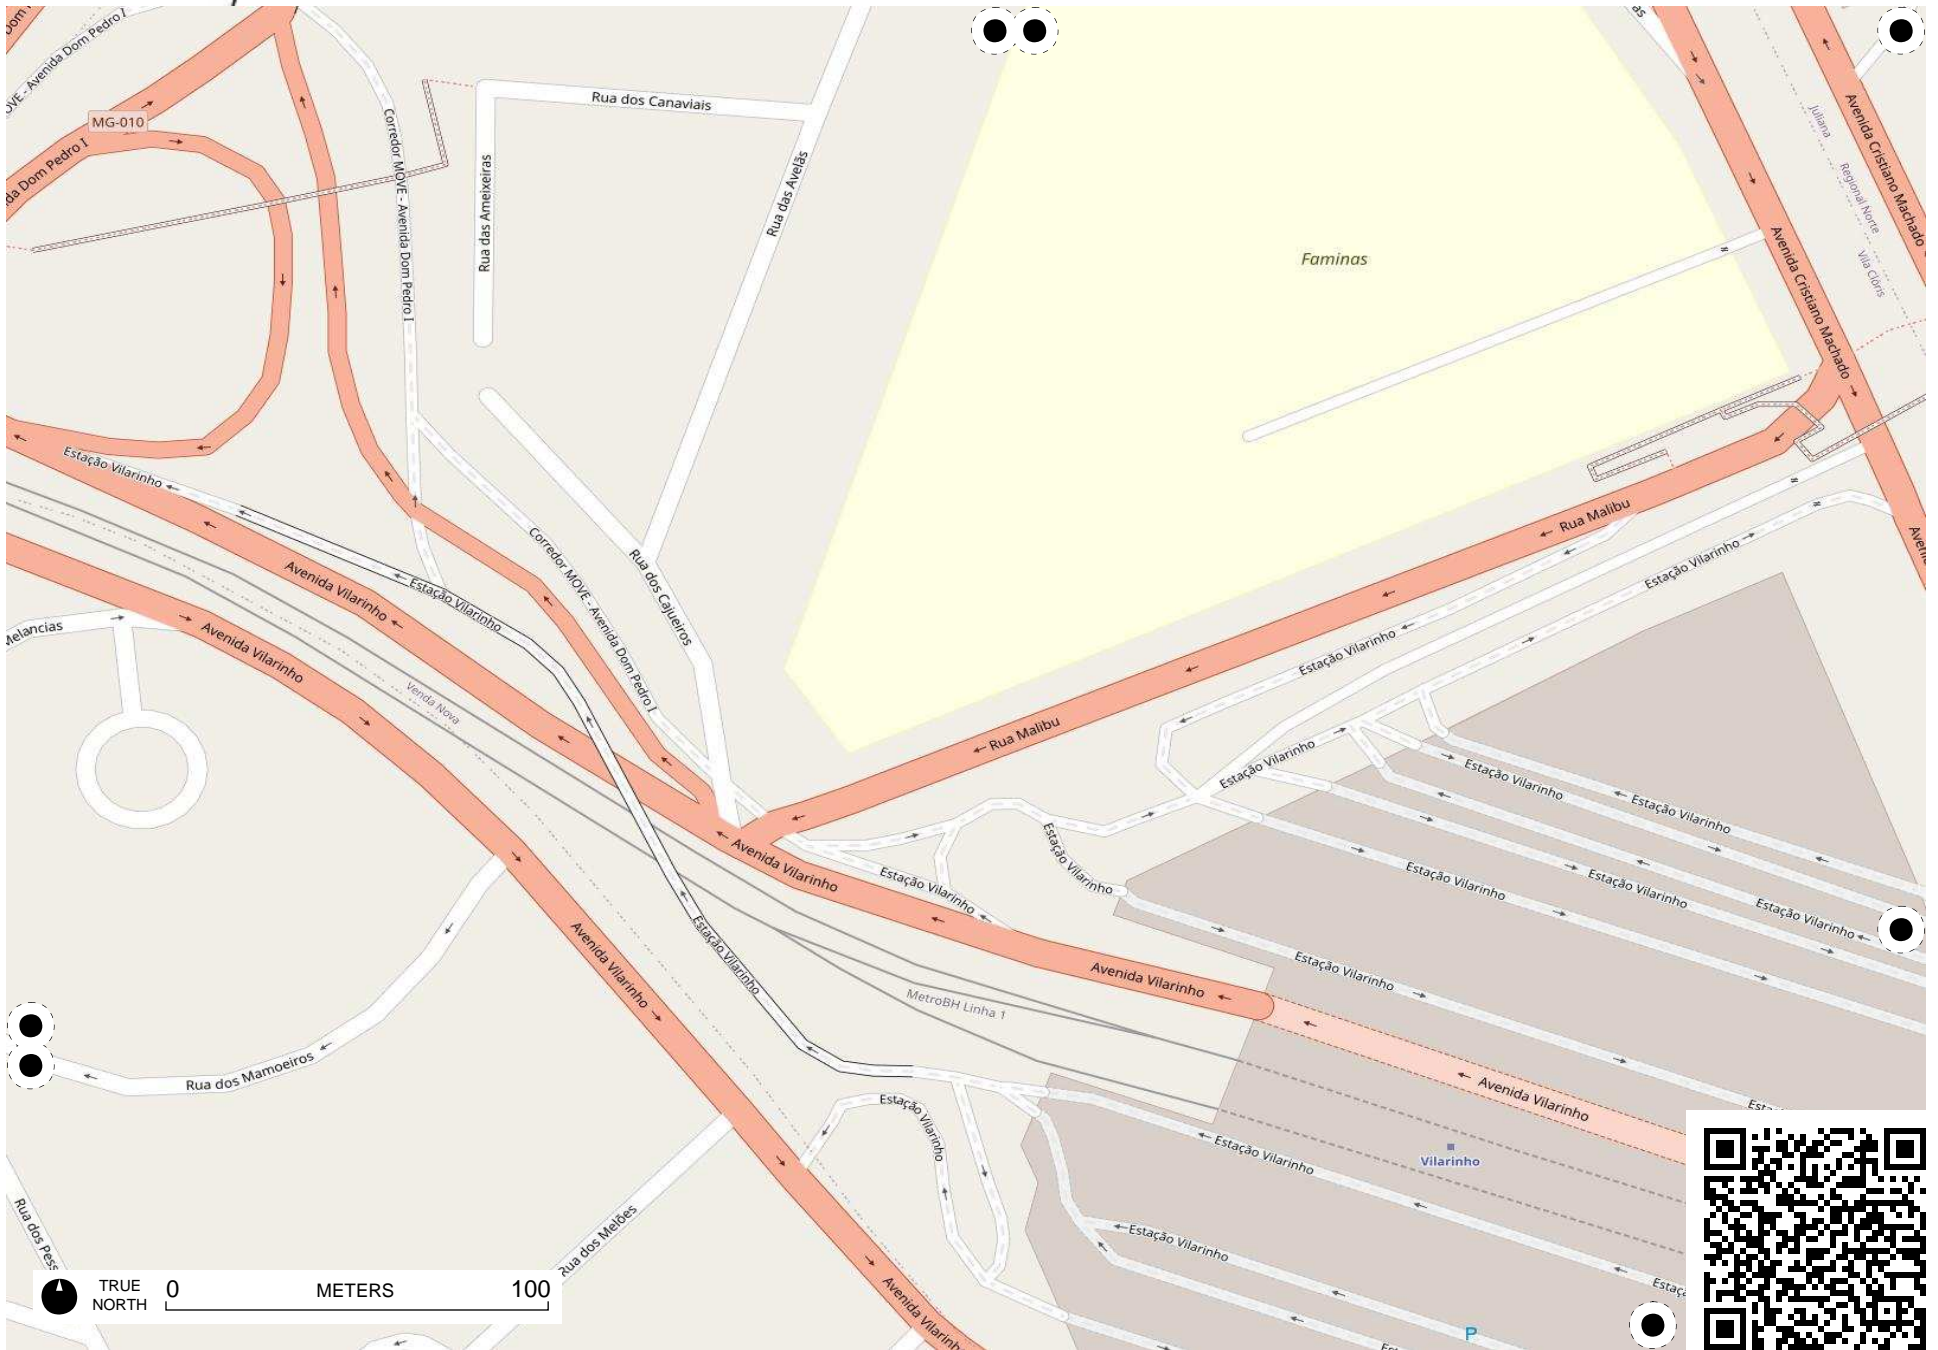 Avenida Dom Pedro I
MG-010
Corredor MOVE - Avenida Dom Pedro I
Rua dos Canaviais
Rua das Ameixeiras
Rua das Avelãs
Faminas
Avenida Cristiano Machado
Avenida Cristiano Machado
Juliana
Regional Norte
Vila Clóris
Estação Vilarinho
Avenida Vilarinho
Estação Vilarinho
Corredor MOVE - Avenida Dom Pedro I
Rua dos Cajueiros
Rua Malibu
Estação Vilarinho
Estação Vilarinho
Melancias
Avenida Vilarinho
Venda Nova
Rua Malibu
Estação Vilarinho
Estação Vilarinho
Estação Vilarinho
Avenida Vilarinho
Estação Vilarinho
Estação Vilarinho
Estação Vilarinho
Estação Vilarinho
Estação Vilarinho
Avenida Vilarinho
Estação Vilarinho
Avenida Vilarinho
Estação Vilarinho
MetroBH Linha 1
Rua dos Mamoeiros
Avenida Vilarinho
Estação Vilarinho
Estação Vilarinho
Vilarinho
Rua dos Pess
Rua dos Melões
Estação Vilarinho
Avenida Vilarinho
TRUE
NORTH
0 METERS 100
P